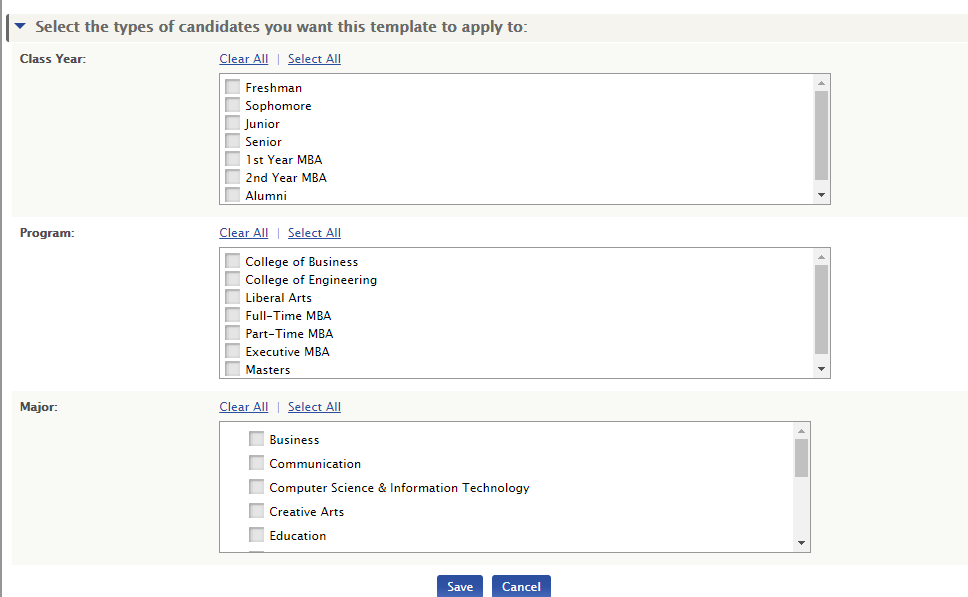 Select the types of candidates you want this template to apply to:
Class Year:
Clear All | Select All
Freshman
Sophomore
Junior
Senior
1st Year MBA
2nd Year MBA
Alumni
Program:
Clear All | Select All
College of Business
College of Engineering
Liberal Arts
Full-Time MBA
Part-Time MBA
Executive MBA
Masters
Major:
Clear All | Select All
Business
Communication
Computer Science & Information Technology
Creative Arts
Education
Save
Cancel